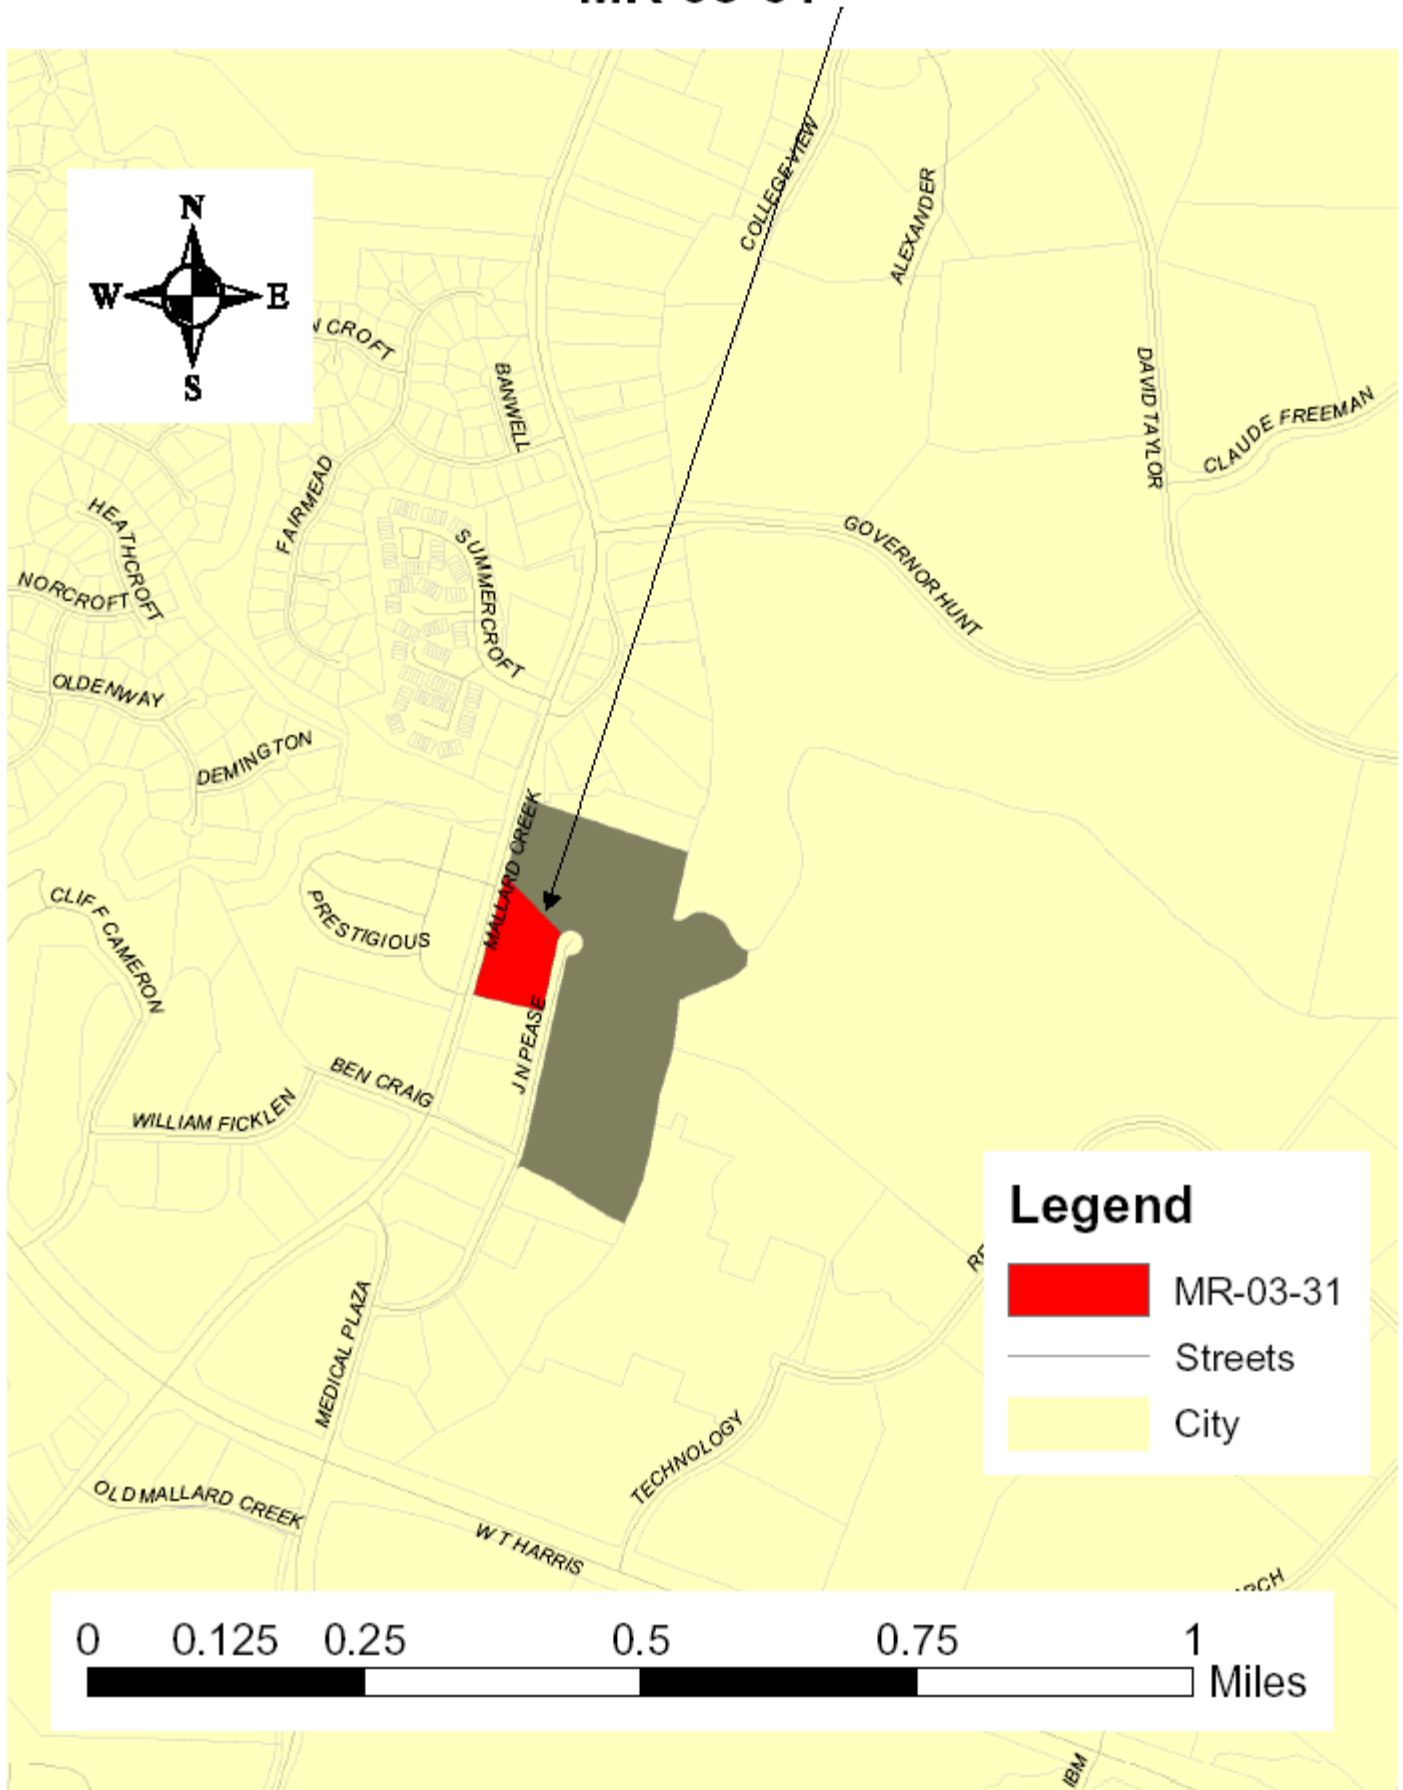 COLLEGEVIEW
ALEXANDER
N
W E
S
CROFT
BANWELL
DAVID TAYLOR
CLAUDE FREEMAN
FAIRMEAD
HEATHCROFT
SUMMERCROFT
GOVERNOR HUNT
NORCROFT
OLDENWAY
DEMINGTON
MALLARD CREEK
CLIFF CAMERON
PRESTIGIOUS
J N PEASE
BEN CRAIG
WILLIAM FICKLEN
Legend
MR-03-31
Streets
City
MEDICAL PLAZA
TECHNOLOGY
OLD MALLARD CREEK
W T HARRIS
0 0.125 0.25 0.5 0.75 1
Miles
IBM